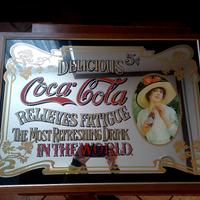 DELICIOUS 5¢
Coca-Cola
RELIEVES FATIGUE
THE MOST REFRESHING DRINK
IN THE WORLD